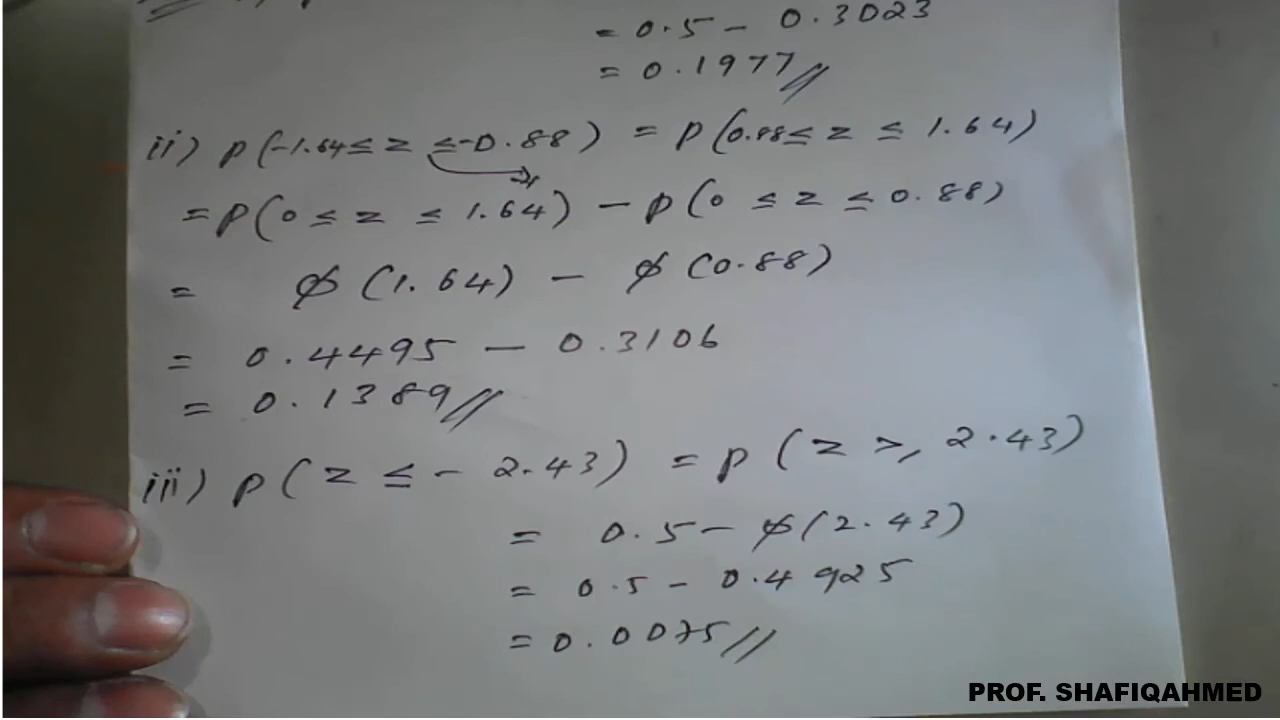 = 0.5 - 0.3023
= 0.1977//
ii) p(-1.64 ≤ z ≤ -0.88) = p(0.88 ≤ z ≤ 1.64)
= p(0 ≤ z ≤ 1.64) - p(0 ≤ z ≤ 0.88)
= ϕ(1.64) - ϕ(0.88)
= 0.4495 - 0.3106
= 0.1389//
iii) p(z ≤ - 2.43) = p(z ≥ 2.43)
= 0.5 - ϕ(2.43)
= 0.5 - 0.4925
= 0.0075//
PROF. SHAFIQAHMED